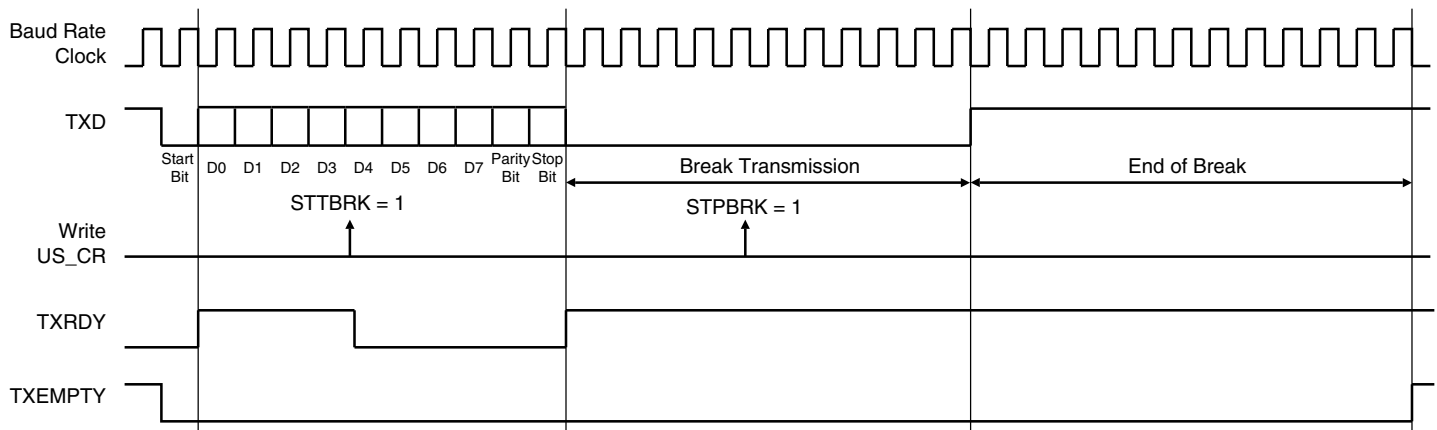 Baud Rate
Clock
TXD
Start
Bit
D0
D1
D2
D3
D4
D5
D6
D7
Parity
Bit
Stop
Bit
Break Transmission
End of Break
STTBRK = 1
STPBRK = 1
Write
US_CR
TXRDY
TXEMPTY